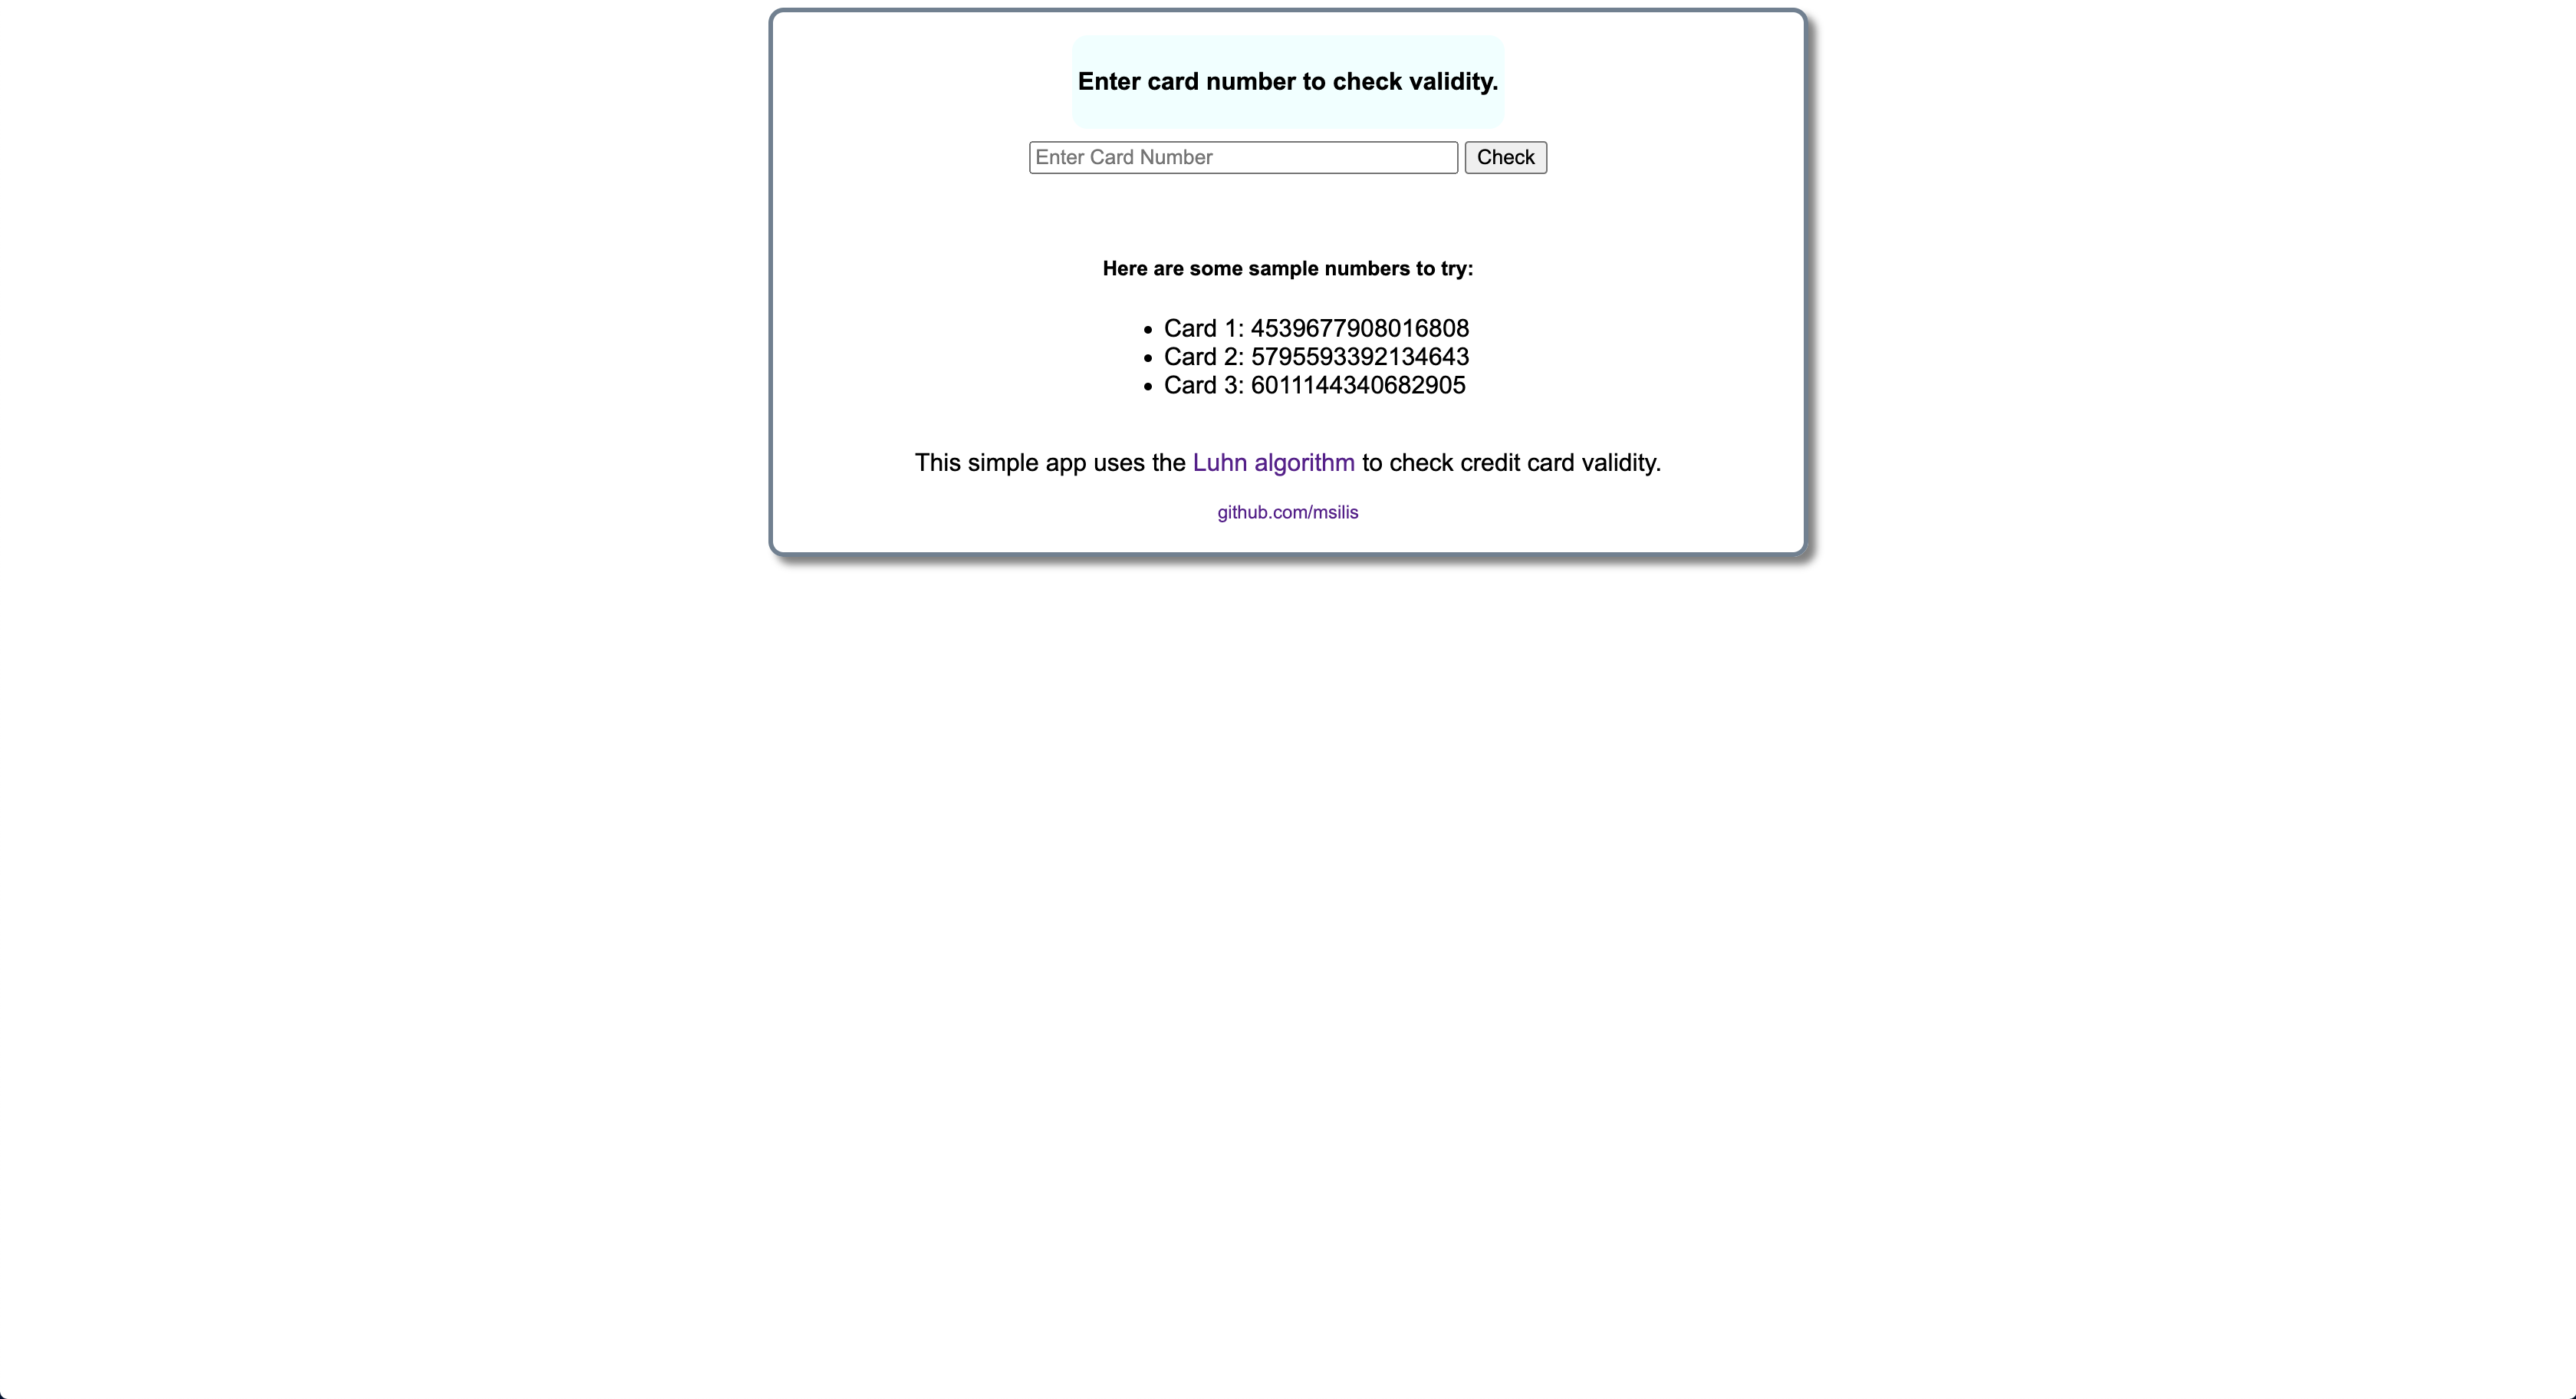 Enter card number to check validity.
Enter Card Number Check
Here are some sample numbers to try:
• Card 1: 4539677908016808
• Card 2: 5795593392134643
• Card 3: 6011144340682905
This simple app uses the Luhn algorithm to check credit card validity.
github.com/msilis